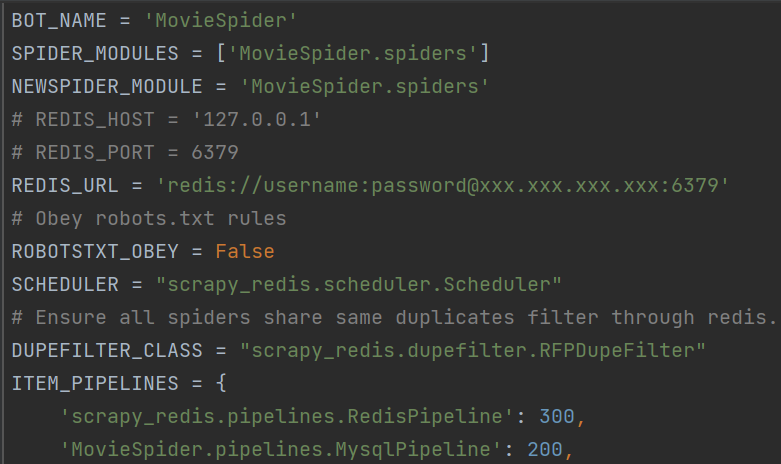 BOT_NAME = 'MovieSpider'
SPIDER_MODULES = ['MovieSpider.spiders']
NEWSPIDER_MODULE = 'MovieSpider.spiders'
# REDIS_HOST = '127.0.0.1'
# REDIS_PORT = 6379
REDIS_URL = 'redis://username:password@xxx.xxx.xxx.xxx:6379'
# Obey robots.txt rules
ROBOTSTXT_OBEY = False
SCHEDULER = "scrapy_redis.scheduler.Scheduler"
# Ensure all spiders share same duplicates filter through redis.
DUPEFILTER_CLASS = "scrapy_redis.dupefilter.RFPDupeFilter"
ITEM_PIPELINES = {
    'scrapy_redis.pipelines.RedisPipeline': 300,
    'MovieSpider.pipelines.MysqlPipeline': 200,